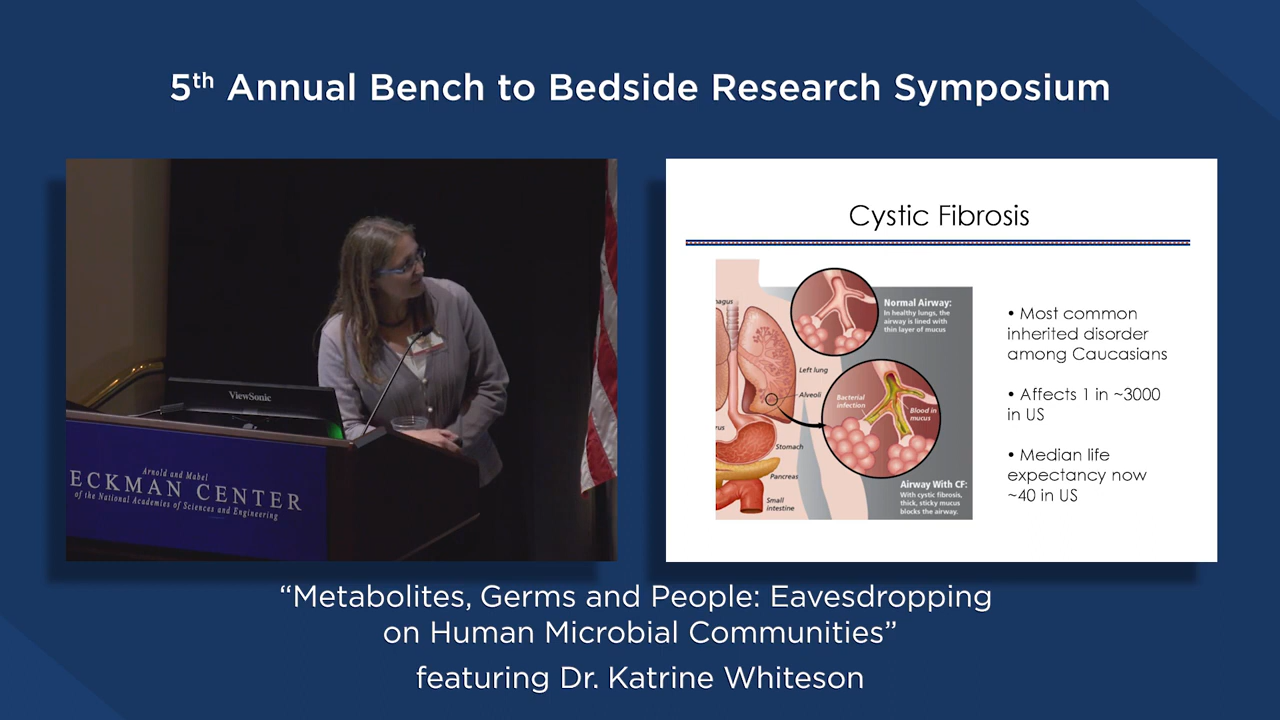 5th Annual Bench to Bedside Research Symposium
ViewSonic
Arnold and Mabel
ECKMAN CENTER
of the National Academies of Sciences and Engineering
Cystic Fibrosis
hagus
Normal Airway:
In healthy lungs, the
airway is lined with
thin layer of mucus
Left lung
Alveoli
Bacterial
infection
Blood in
mucus
rus
Stomach
Pancreas
Small
intestine
Airway With CF:
With cystic fibrosis,
thick, sticky mucus
blocks the airway.
• Most common
inherited disorder
among Caucasians
• Affects 1 in ~3000
in US
• Median life
expectancy now
~40 in US
“Metabolites, Germs and People: Eavesdropping
on Human Microbial Communities”
featuring Dr. Katrine Whiteson